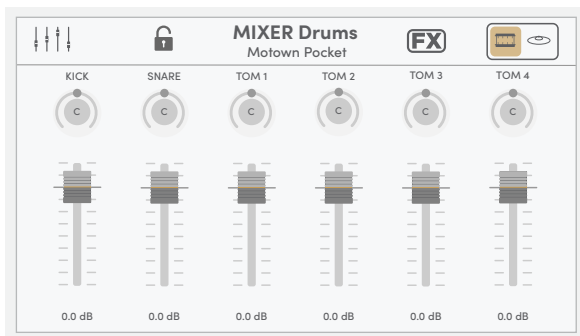 MIXER Drums
Motown Pocket
FX
KICK SNARE TOM 1 TOM 2 TOM 3 TOM 4
C C C C C C
0.0 dB 0.0 dB 0.0 dB 0.0 dB 0.0 dB 0.0 dB